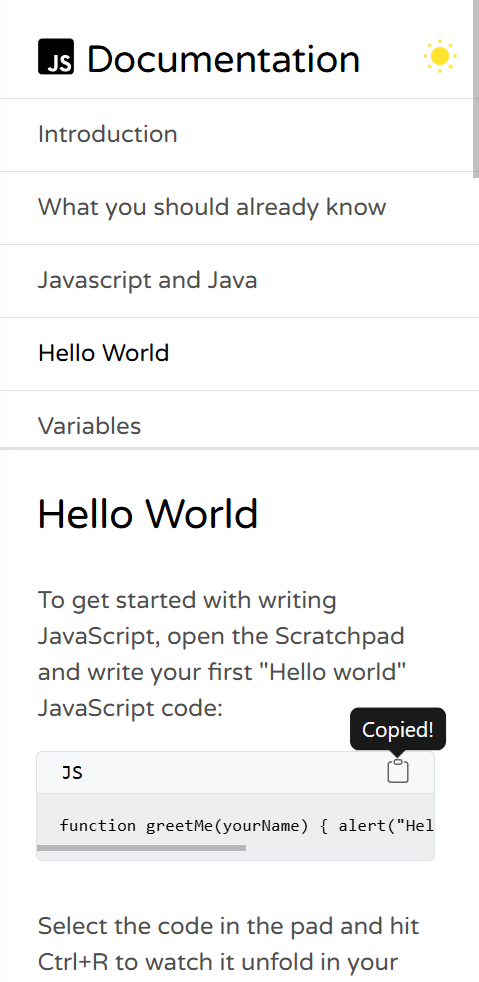 JS Documentation
Introduction
What you should already know
Javascript and Java
Hello World
Variables
Hello World
To get started with writing
JavaScript, open the Scratchpad
and write your first "Hello world"
JavaScript code:
Copied!
JS
function greetMe(yourName) { alert("Hel
Select the code in the pad and hit
Ctrl+R to watch it unfold in your